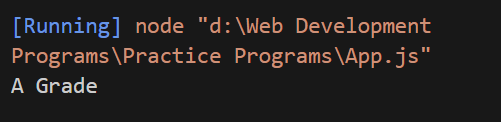 [Running] node "d:\Web Development
Programs\Practice Programs\App.js"
A Grade